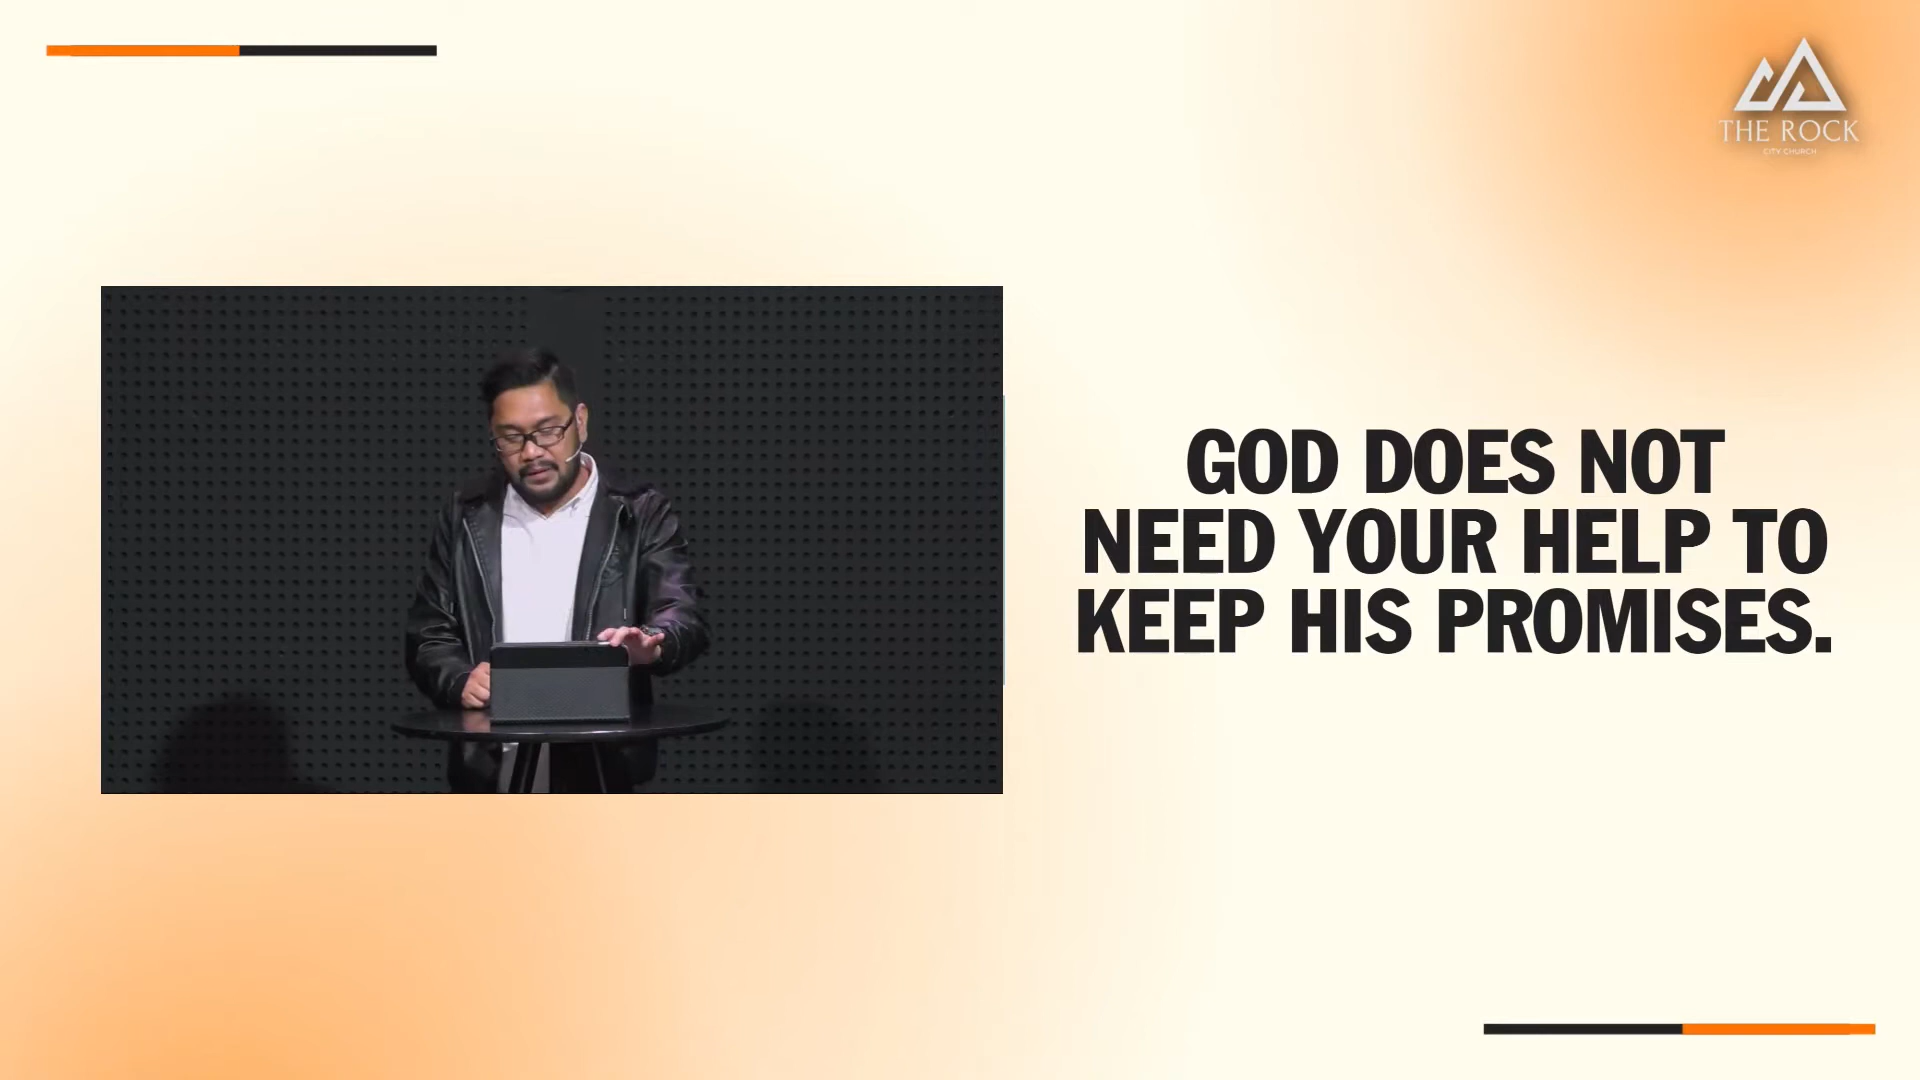 THE ROCK
CITY CHURCH
GOD DOES NOT
NEED YOUR HELP TO
KEEP HIS PROMISES.